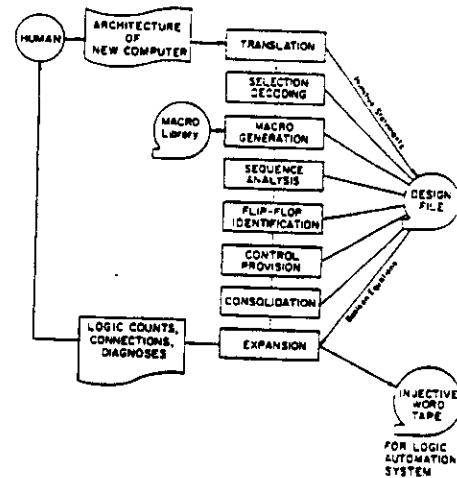 HUMAN
ARCHITECTURE
OF
NEW COMPUTER
TRANSLATION
SELECTION
DECODING
MACRO
Library
MACRO
GENERATION
SEQUENCE
ANALYSIS
FLIP-FLOP
IDENTIFICATION
CONTROL
PROVISION
CONSOLIDATION
EXPANSION
LOGIC COUNTS,
CONNECTIONS,
DIAGNOSES
Statements
DESIGN
FILE
Boolean Equations
INJECTIVE
WORD
TAPE
FOR LOGIC
AUTOMATION
SYSTEM